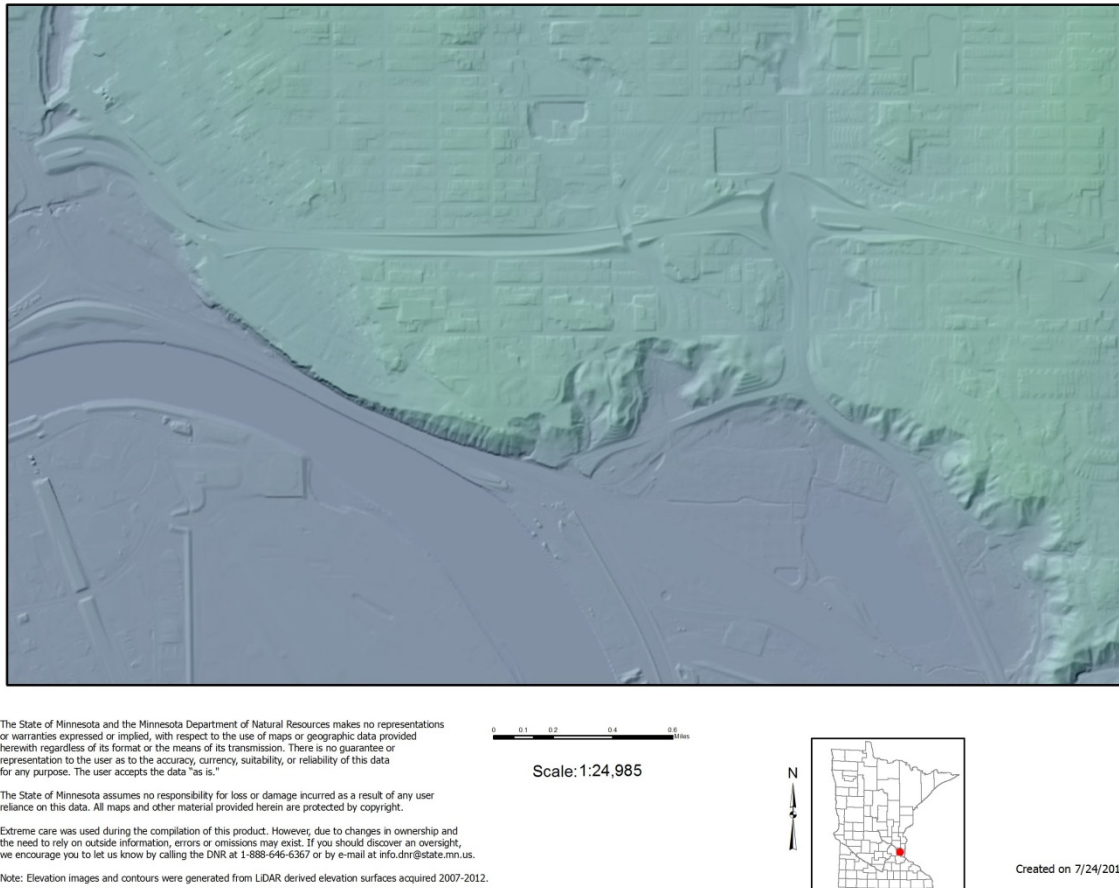 The State of Minnesota and the Minnesota Department of Natural Resources makes no representations
or warranties expressed or implied, with respect to the use of maps or geographic data provided
herewith regardless of its format or the means of its transmission. There is no guarantee or
representation to the user as to the accuracy, currency, suitability, or reliability of this data
for any purpose. The user accepts the data "as is."
The State of Minnesota assumes no responsibility for loss or damage incurred as a result of any user
reliance on this data. All maps and other material provided herein are protected by copyright.
Extreme care was used during the compilation of this product. However, due to changes in ownership and
the need to rely on outside information, errors or omissions may exist. If you should discover an oversight,
we encourage you to let us know by calling the DNR at 1-888-646-6367 or by e-mail at info.dnr@state.mn.us.
Note: Elevation images and contours were generated from LiDAR derived elevation surfaces acquired 2007-2012.
0 0.1 0.2 0.4 0.6
Miles
Scale: 1:24,985
N
Created on 7/24/201